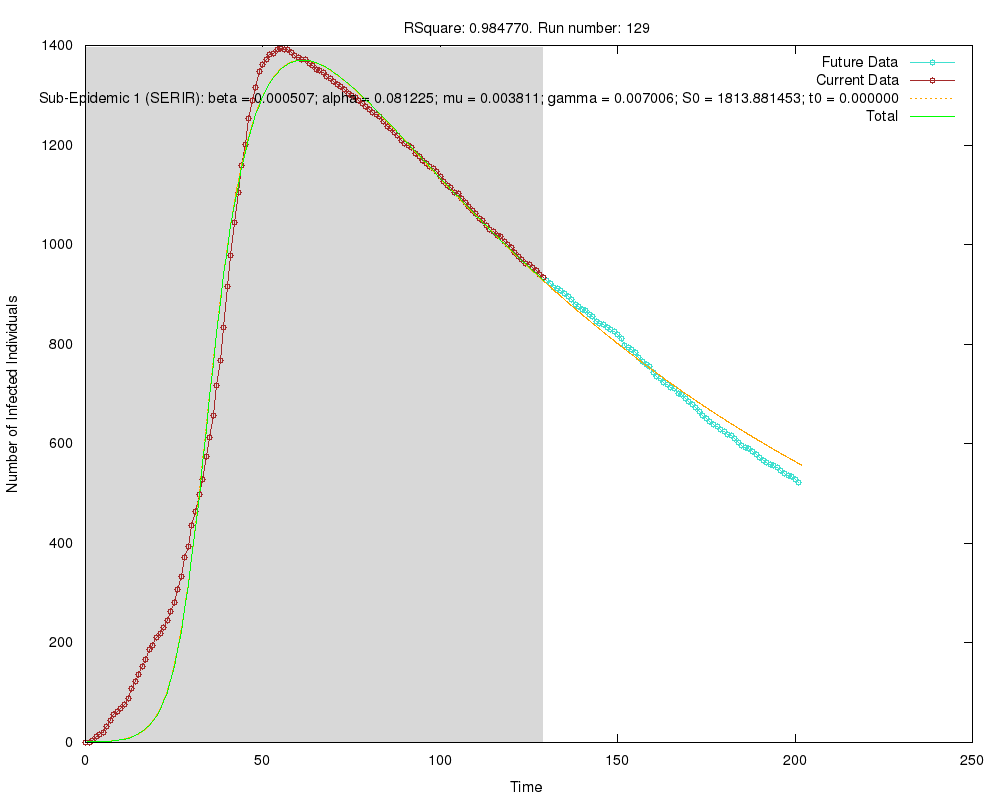 RSquare: 0.984770. Run number: 129
1400
1200
1000
800
600
400
200
0
Number of Infected Individuals
Future Data
Current Data
Sub-Epidemic 1 (SERIR): beta = 0.000507; alpha = 0.081225; mu = 0.003811; gamma = 0.007006; S0 = 1813.881453; t0 = 0.000000
Total
0 50 100 150 200 250
Time